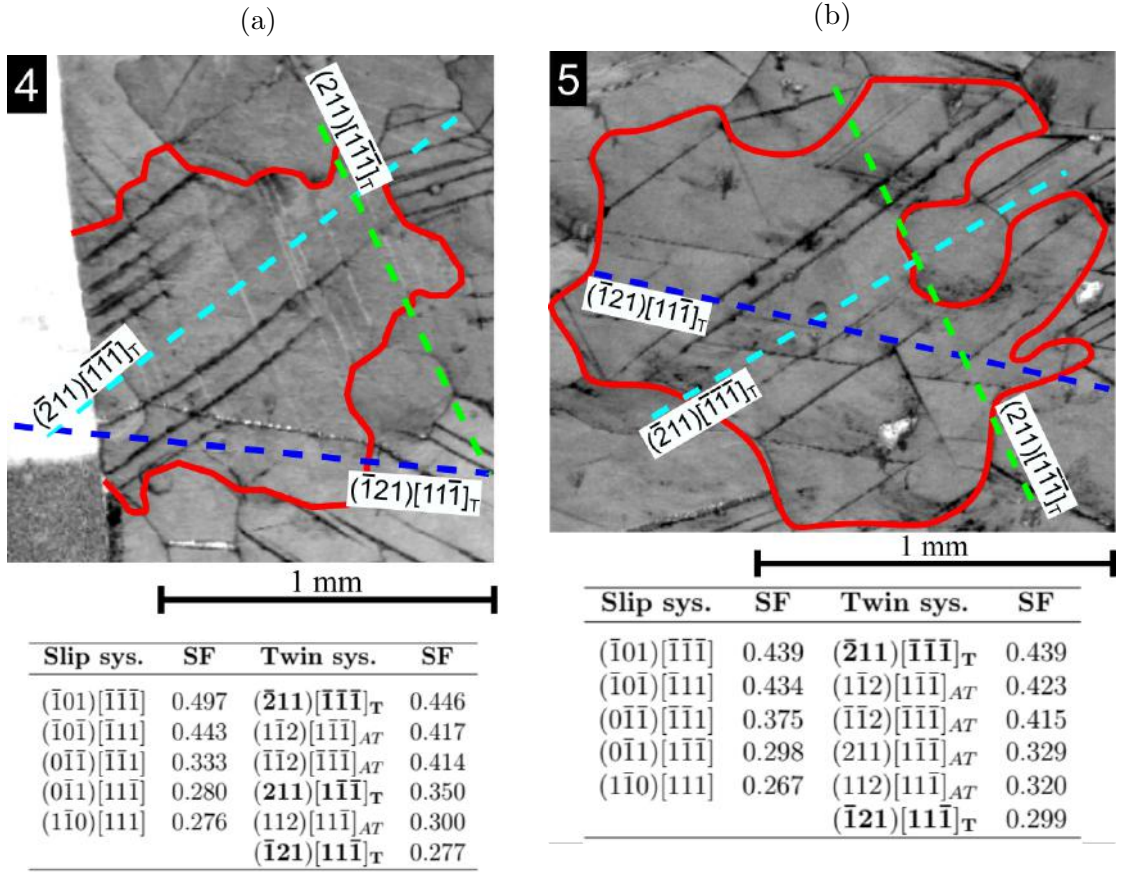 (a)
(b)
4
(211)[11̄1̄]T
(2̄11)[1̄1̄1̄]T
(1̄21)[111̄]T
1 mm
5
(1̄21)[111̄]T
(2̄11)[1̄1̄1̄]T
(211)[11̄1̄]T
1 mm
Slip sys. SF Twin sys. SF
(1̄01)[1̄1̄1̄] 0.497 (2̄11)[1̄1̄1̄]T 0.446
(1̄01̄)[1̄11] 0.443 (11̄2)[11̄1̄]AT 0.417
(01̄1̄)[1̄1̄1] 0.333 (1̄1̄2)[1̄1̄1̄]AT 0.414
(01̄1)[111̄] 0.280 (211)[11̄1̄]T 0.350
(11̄0)[111] 0.276 (112)[111̄]AT 0.300
(1̄21)[111̄]T 0.277
Slip sys. SF Twin sys. SF
(1̄01)[1̄1̄1̄] 0.439 (2̄11)[1̄1̄1̄]T 0.439
(1̄01̄)[1̄11] 0.434 (11̄2)[11̄1̄]AT 0.423
(01̄1̄)[1̄1̄1] 0.375 (1̄1̄2)[1̄1̄1̄]AT 0.415
(01̄1)[11̄1̄] 0.298 (211)[11̄1̄]AT 0.329
(11̄0)[111] 0.267 (112)[111̄]AT 0.320
(1̄21)[111̄]T 0.299